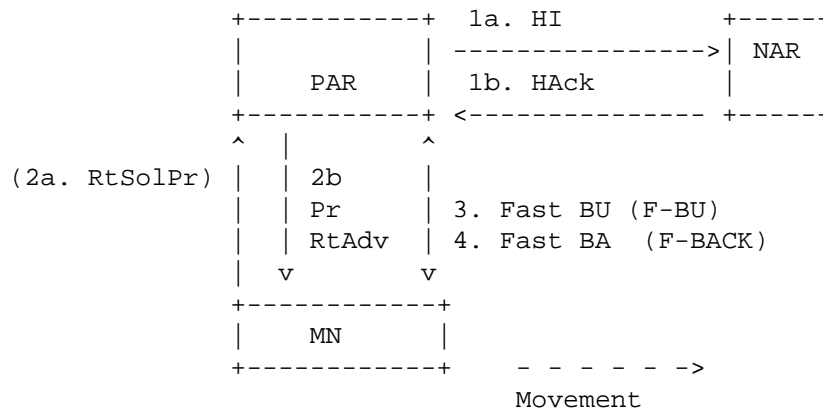 1a. HI
NAR
PAR
1b. HAck
(2a. RtSolPr)
2b
Pr
3. Fast BU (F-BU)
RtAdv
4. Fast BA (F-BACK)
MN
Movement